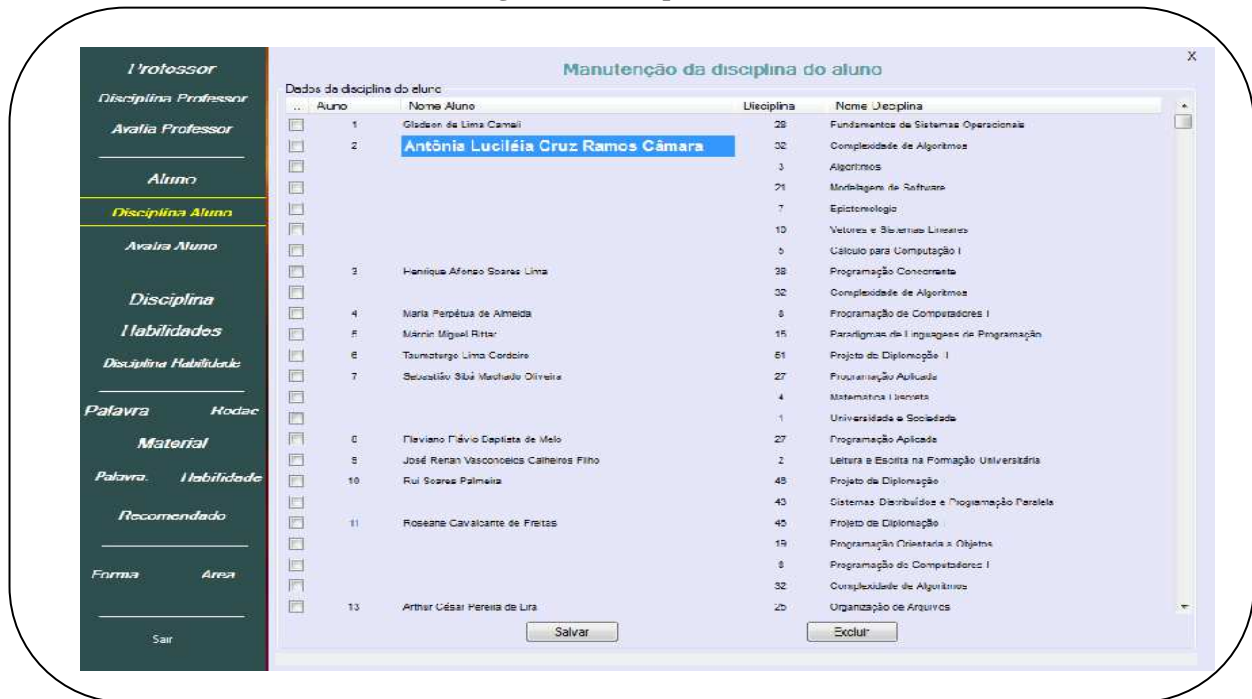 Professor
Disciplina Professor
Avalia Professor
Aluno
Disciplina Aluno
Avalia Aluno
Disciplina
Habilidades
Disciplina Habilidade
Palavra Rodac
Material
Palavra. Habilidade
Recomendado
Forma Area
Sair
X
Manutenção da disciplina do aluno
Dados da disciplina do aluno
.. Aluno Nome Aluno Disciplina Nome Disciplina
1 Gladson de Lima Cameli 29 Fundamentos de Sistemas Operacionais
2 Antônia Luciléia Cruz Ramos Câmara 32 Complexidade de Algoritmos
3 Algoritmos
21 Modelagem de Software
7 Epistemologia
10 Vetores e Sistemas Lineares
5 Cálculo para Computação I
3 Henrique Afonso Soares Lima 38 Programação Concorrente
32 Complexidade de Algoritmos
4 Maria Perpétua de Almeida 8 Programação de Computadores I
5 Márcio Miguel Bittar 15 Paradigmas de Linguagens de Programação
6 Taumaturgo Lima Cordeiro 51 Projeto de Diplomação II
7 Sebastião Sibá Machado Oliveira 27 Programação Aplicada
4 Matemática Discreta
1 Universidade e Sociedade
8 Flaviano Flávio Baptista de Melo 27 Programação Aplicada
9 José Renan Vasconcelos Calheiros Filho 2 Leitura e Escrita na Formação Universitária
10 Rui Soares Palmeira Projeto de Diplomação
43 Sistemas Distribuídos e Programação Paralela
11 Roseane Cavalcante de Freitas Projeto de Diplomação
19 Programação Orientada a Objetos
8 Programação de Computadores I
32 Complexidade de Algoritmos
13 Arthur César Pereira de Lira 25 Organização de Arquivos
Salvar Excluir